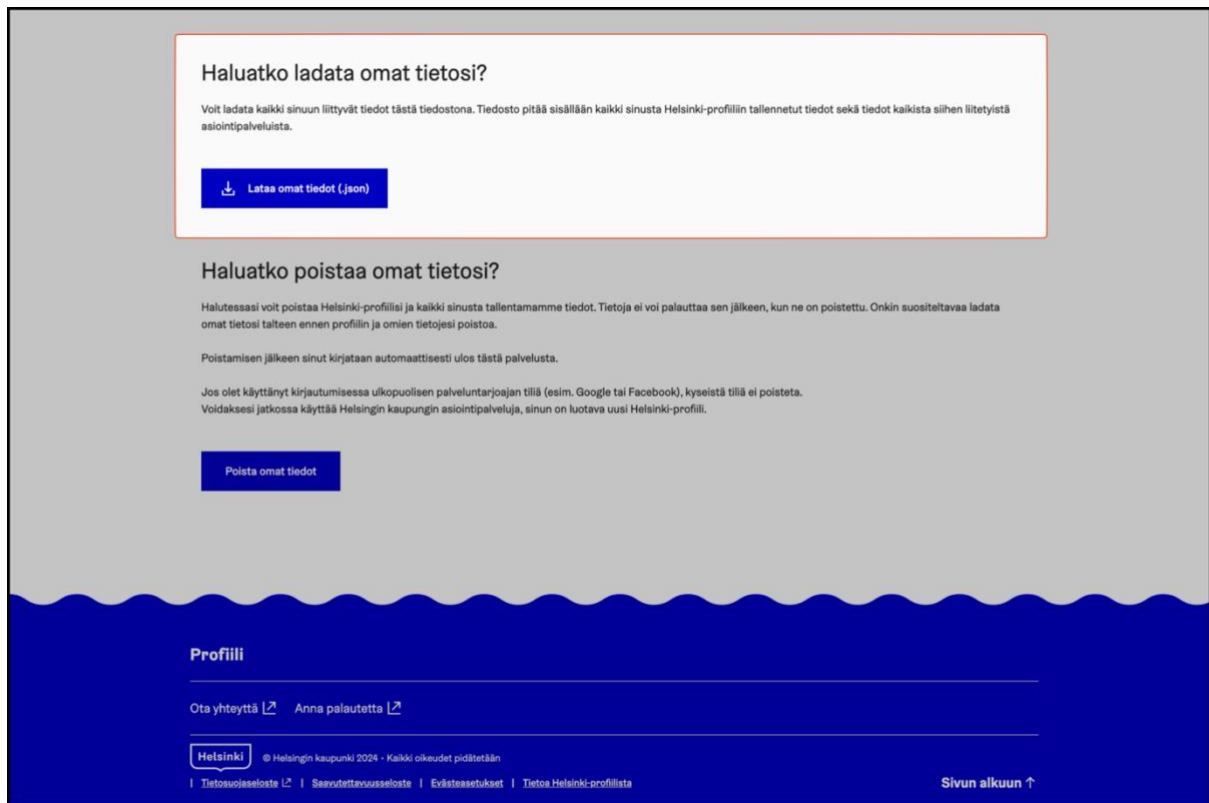 Haluatko ladata omat tietosi?
Voit ladata kaikki sinuun liittyvät tiedot tästä tiedostona. Tiedosto pitää sisällään kaikki sinusta Helsinki-profiiliin tallennetut tiedot sekä tiedot kaikista siihen liitetyistä
asiointipalveluista.
Lataa omat tiedot (.json)
Haluatko poistaa omat tietosi?
Halutessasi voit poistaa Helsinki-profiilisi ja kaikki sinusta tallentamamme tiedot. Tietoja ei voi palauttaa sen jälkeen, kun ne on poistettu. Onkin suositeltavaa ladata
omat tietosi talteen ennen profiilin ja omien tietojesi poistoa.
Poistamisen jälkeen sinut kirjataan automaattisesti ulos tästä palvelusta.
Jos olet käyttänyt kirjautumisessa ulkopuolisen palveluntarjoajan tiliä (esim. Google tai Facebook), kyseistä tiliä ei poisteta.
Voidaksesi jatkossa käyttää Helsingin kaupungin asiointipalveluja, sinun on luotava uusi Helsinki-profiili.
Poista omat tiedot
Profiili
Ota yhteyttä Anna palautetta
Helsinki © Helsingin kaupunki 2024 - Kaikki oikeudet pidätetään
| Tietosuojaseloste | Saavutettavuusseloste | Evästeasetukset | Tietoa Helsinki-profiilista Sivun alkuun ↑